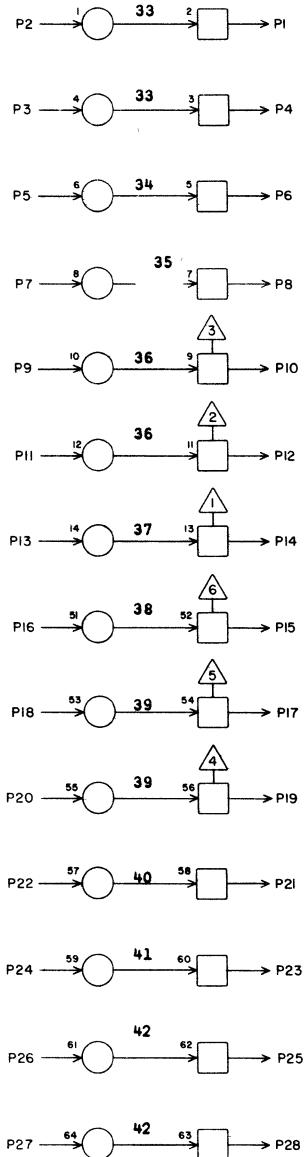 P2 1 33 2 P1
P3 4 33 3 P4
P5 6 34 5 P6
P7 8 35 7 P8
3
P9 10 36 9 P10
2
P11 12 36 11 P12
1
P13 14 37 13 P14
6
P16 51 38 52 P15
5
P18 53 39 54 P17
4
P20 55 39 56 P19
P22 57 40 58 P21
P24 59 41 60 P23
P26 61 42 62 P25
P27 64 42 63 P28